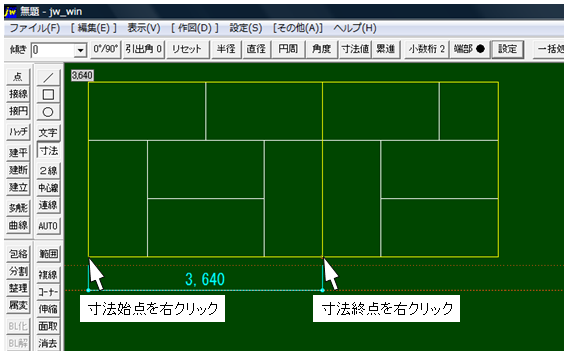 jw 無題 - jw_win
ファイル(F) [ 編集(E) ] 表示(V) [ 作図(D) ] 設定(S) [その他(A)] ヘルプ(H)
傾き 0 0°/90° 引出角 0 リセット 半径 直径 円周 角度 寸法値 累進 小数桁 2 端部 ● 設定 一括処
点 ／
接線 □
接円 ○
ハッチ 文字
建平 寸法
建断 2線
建立 中心線
多角形 連線
曲線 AUTO
包絡 範囲
分割 複線
整理 コーナー
属変 伸縮
BL化 面取
BL解 消去
3,640
3,640
寸法始点を右クリック
寸法終点を右クリック